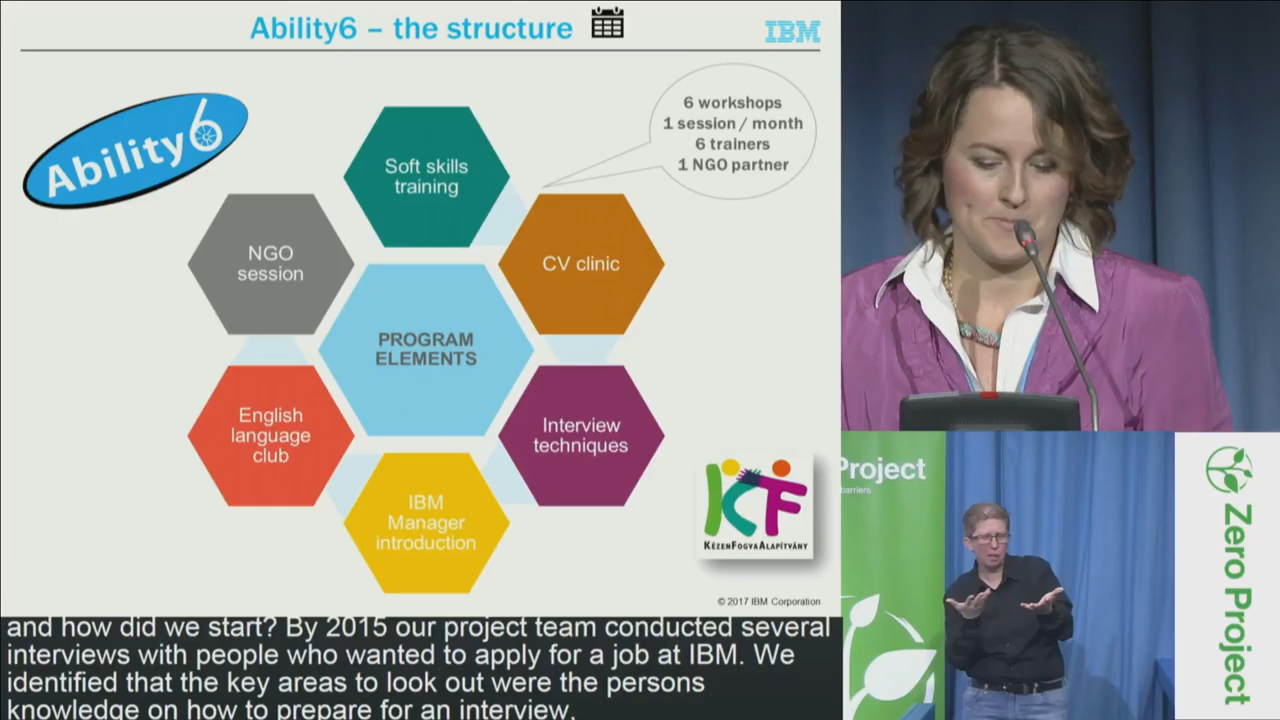 Ability6 – the structure
IBM
Ability6
6 workshops
1 session / month
6 trainers
1 NGO partner
Soft skills
training
NGO
session
CV clinic
PROGRAM
ELEMENTS
English
language
club
Interview
techniques
IBM
Manager
introduction
KCF
KÉZENFOGVAALAPÍTVÁNY
© 2017 IBM Corporation
and how did we start? By 2015 our project team conducted several
interviews with people who wanted to apply for a job at IBM. We
identified that the key areas to look out were the persons
knowledge on how to prepare for an interview.
Project
barriers
Zero Project